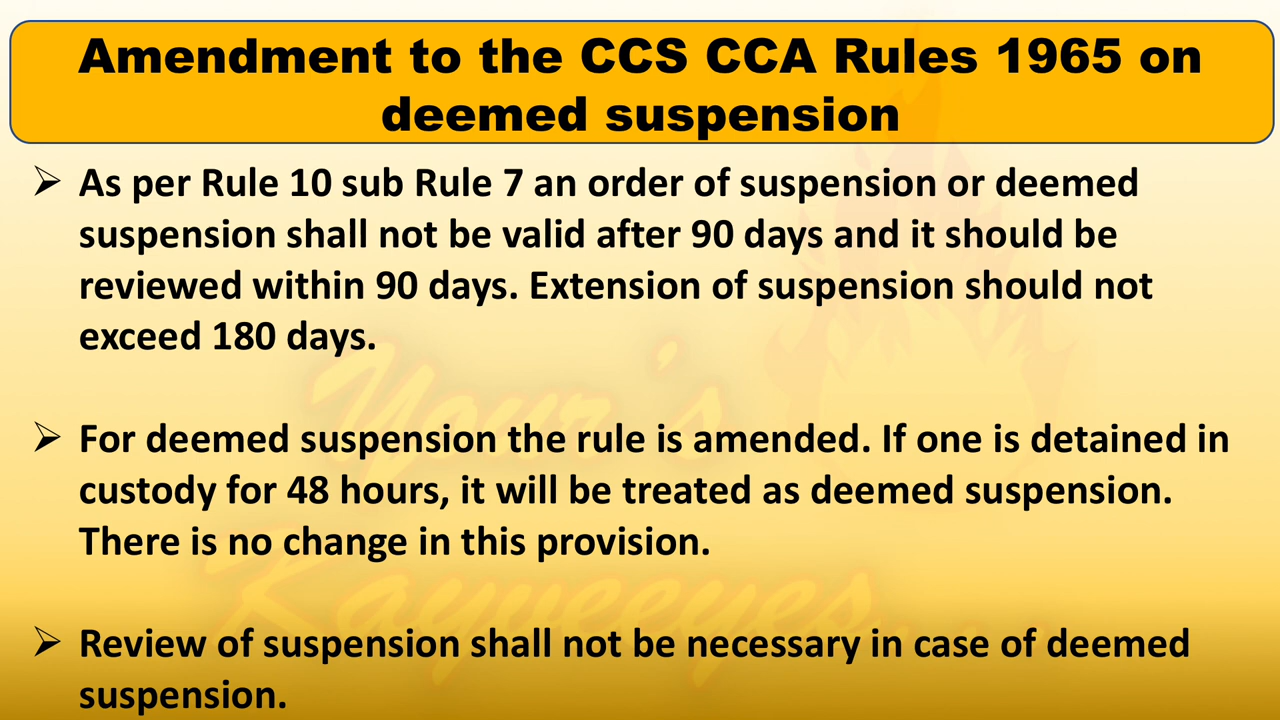 Amendment to the CCS CCA Rules 1965 on
deemed suspension
➢ As per Rule 10 sub Rule 7 an order of suspension or deemed
suspension shall not be valid after 90 days and it should be
reviewed within 90 days. Extension of suspension should not
exceed 180 days.
➢ For deemed suspension the rule is amended. If one is detained in
custody for 48 hours, it will be treated as deemed suspension.
There is no change in this provision.
➢ Review of suspension shall not be necessary in case of deemed
suspension.
Your's
Kayveeyes...